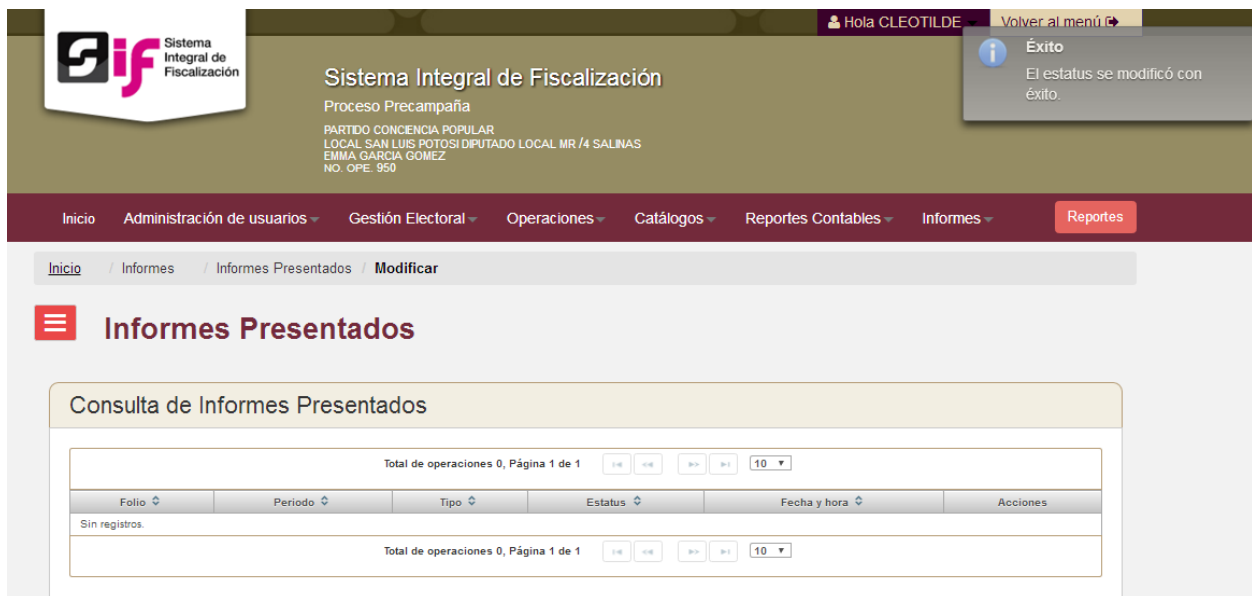 Hola CLEOTILDE
Volver al menú
Sif
Sistema
Integral de
Fiscalización
Éxito
El estatus se modificó con
éxito.
Sistema Integral de Fiscalización
Proceso Precampaña
PARTIDO CONCIENCIA POPULAR
LOCAL SAN LUIS POTOSI DIPUTADO LOCAL MR /4 SALINAS
EMMA GARCIA GOMEZ
NO. OPE. 950
Inicio Administración de usuarios Gestión Electoral Operaciones Catálogos Reportes Contables Informes Reportes
Inicio / Informes / Informes Presentados / Modificar
Informes Presentados
Consulta de Informes Presentados
Total de operaciones 0, Página 1 de 1 10
Folio Periodo Tipo Estatus Fecha y hora Acciones
Sin registros.
Total de operaciones 0, Página 1 de 1 10